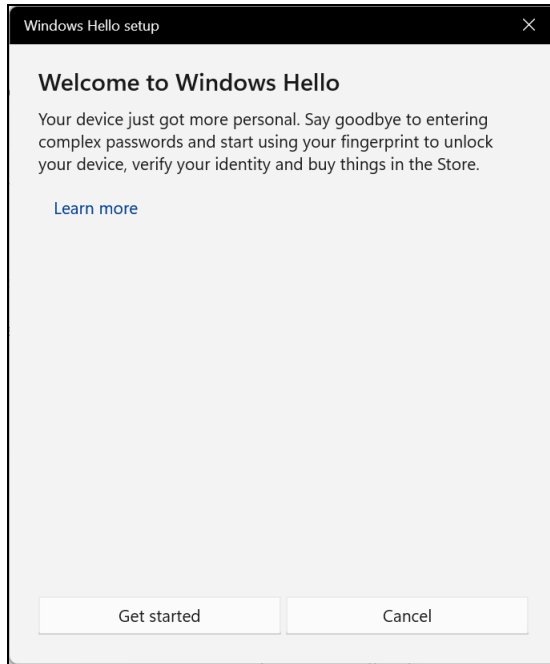 Windows Hello setup
Welcome to Windows Hello
Your device just got more personal. Say goodbye to entering
complex passwords and start using your fingerprint to unlock
your device, verify your identity and buy things in the Store.
Learn more
Get started
Cancel